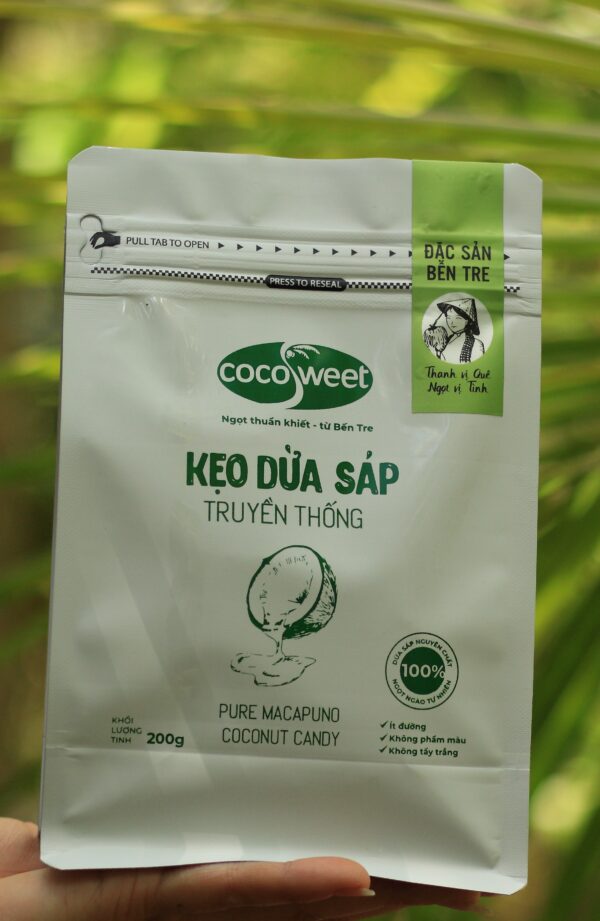 PULL TAB TO OPEN
PRESS TO RESEAL
ĐẶC SẢN
BẾN TRE
Thanh vị Quê
Ngọt vị Tình
cocoSweet
Ngọt thuần khiết - từ Bến Tre
KẸO DỪA SÁP
TRUYỀN THỐNG
DỪA SÁP NGUYÊN CHẤT
100%
NGỌT NGÀO TỰ NHIÊN
PURE MACAPUNO
COCONUT CANDY
KHỐI
LƯỢNG
TỊNH 200g
Ít đường
Không phẩm màu
Không tẩy trắng